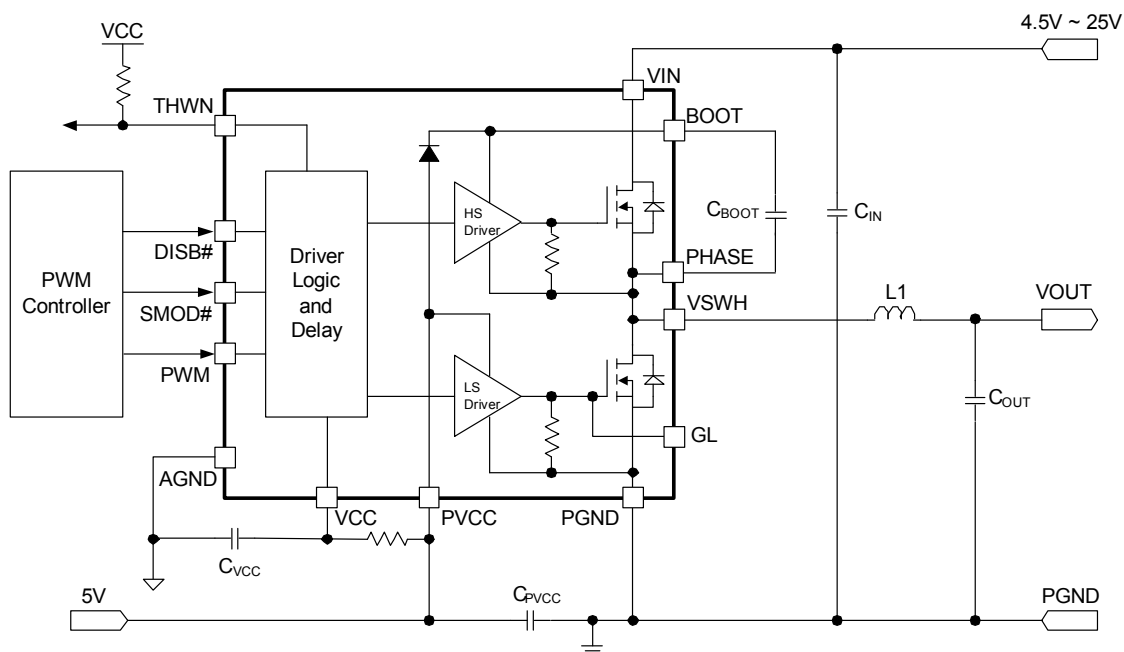 4.5V ~ 25V
VCC
VIN
THWN
BOOT
HS
Driver
CBOOT
CIN
DISB#
PWM
Controller
Driver
Logic
and
Delay
PHASE
SMOD#
VSWH
L1
VOUT
PWM
LS
Driver
COUT
GL
AGND
VCC
PVCC
PGND
CVCC
5V
CPVCC
PGND